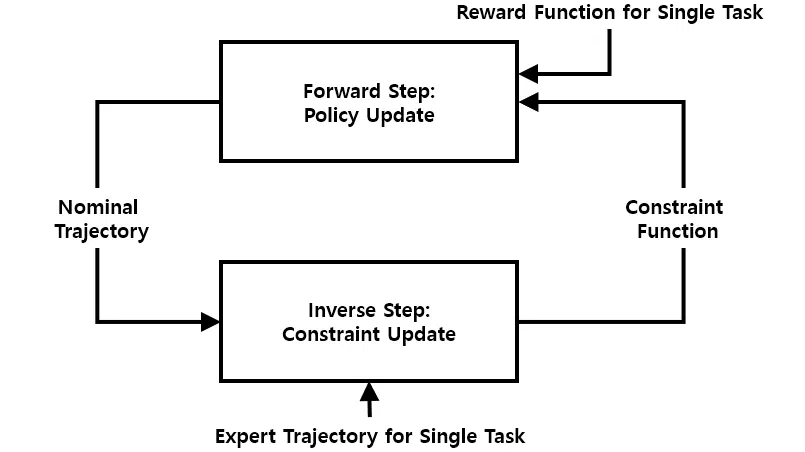 Reward Function for Single Task
Forward Step:
Policy Update
Nominal
Trajectory
Constraint
Function
Inverse Step:
Constraint Update
Expert Trajectory for Single Task